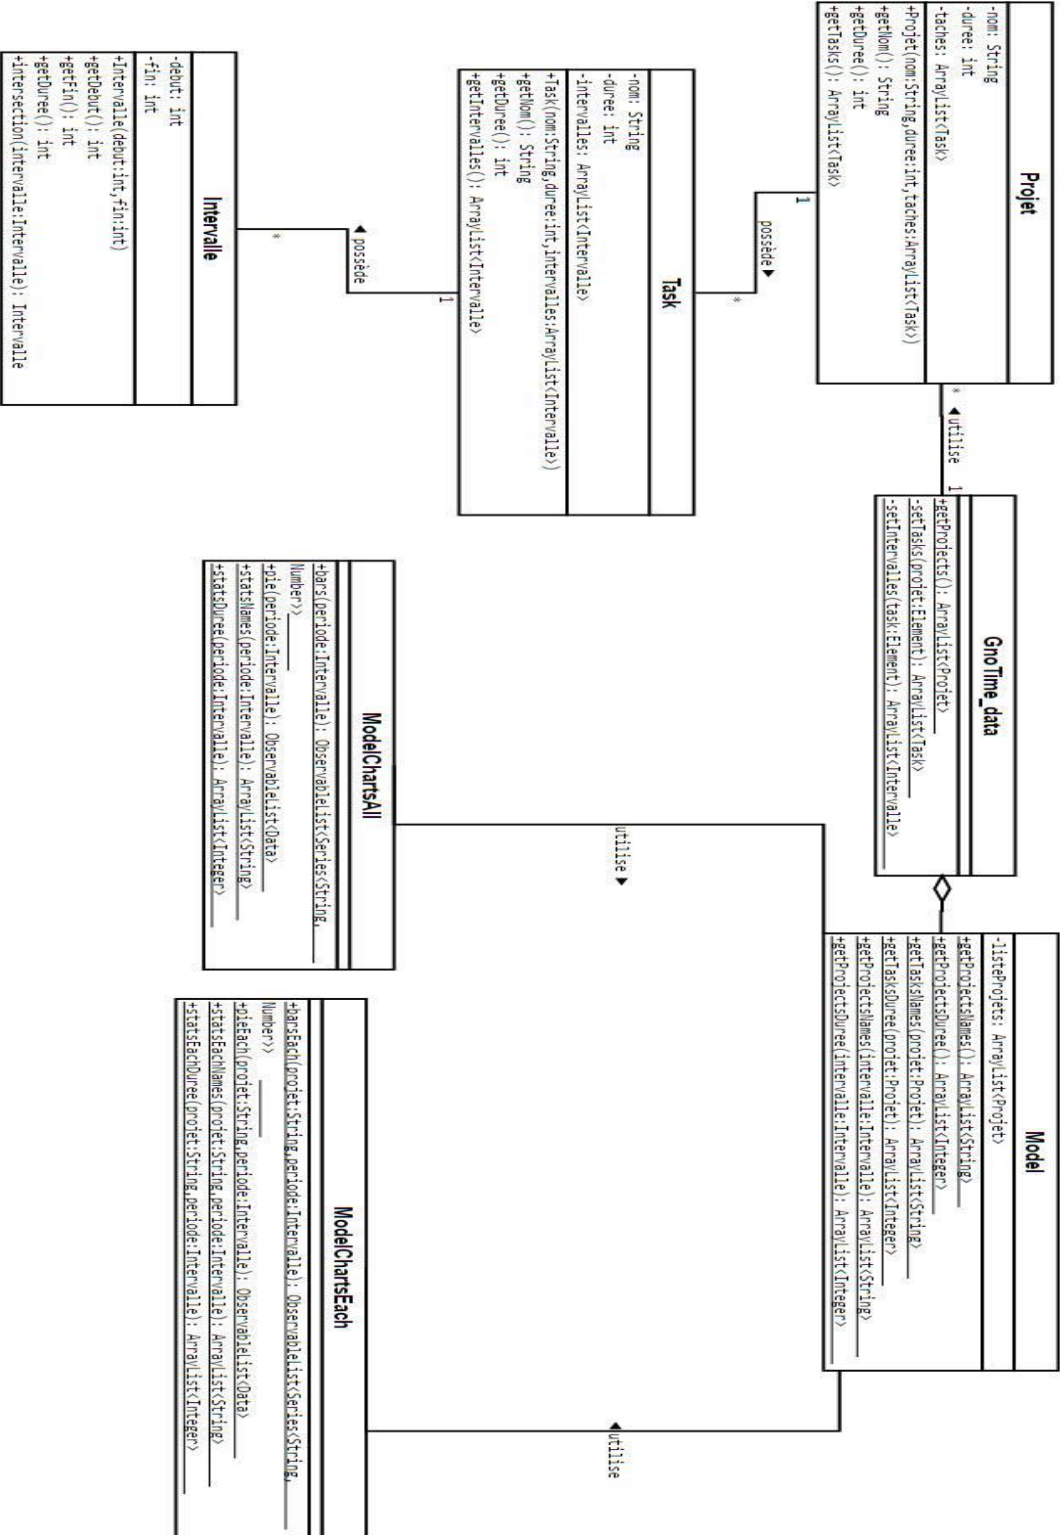 Projet
-nom: String
-duree: int
-taches: ArrayList<Task>
+Projet(nom:String,duree:int,taches:ArrayList<Task>)
+getNom(): String
+getDuree(): int
+getTasks(): ArrayList<Task>
* ◀ utilise 1
GnoTime_data
+getProjects(): ArrayList<Projet>
-setTasks(projet:Element): ArrayList<Task>
-setIntervalles(task:Element): ArrayList<Intervalle>
Model
-listeProjets: ArrayList<Projet>
+getProjectsNames(): ArrayList<String>
+getProjectsDuree(): ArrayList<Integer>
+getTasksNames(projet:Projet): ArrayList<String>
+getTasksDuree(projet:Projet): ArrayList<Integer>
+getProjectsNames(intervalle:Intervalle): ArrayList<String>
+getProjectsDuree(intervalle:Intervalle): ArrayList<Integer>
1
possède ▶
*
Task
-nom: String
-duree: int
-intervalles: ArrayList<Intervalle>
+Task(nom:String,duree:int,intervalles:ArrayList<Intervalle>)
+getNom(): String
+getDuree(): int
+getIntervalles(): ArrayList<Intervalle>
utilise ▶
◀ utilise
1
◀ possède
*
Intervalle
-debut: int
-fin: int
+Intervalle(debut:int,fin:int)
+getDebut(): int
+getFin(): int
+getDuree(): int
+intersection(intervalle:Intervalle): Intervalle
ModelChartsAll
+bars(periode:Intervalle): ObservableList<Series<String,
Number>>
+pie(periode:Intervalle): ObservableList<Data>
+statsNames(periode:Intervalle): ArrayList<String>
+statsDuree(periode:Intervalle): ArrayList<Integer>
ModelChartsEach
+barsEach(projet:String,periode:Intervalle): ObservableList<Series<String,
Number>>
+pieEach(projet:String,periode:Intervalle): ObservableList<Data>
+statsEachNames(projet:String,periode:Intervalle): ArrayList<String>
+statsEachDuree(projet:String,periode:Intervalle): ArrayList<Integer>